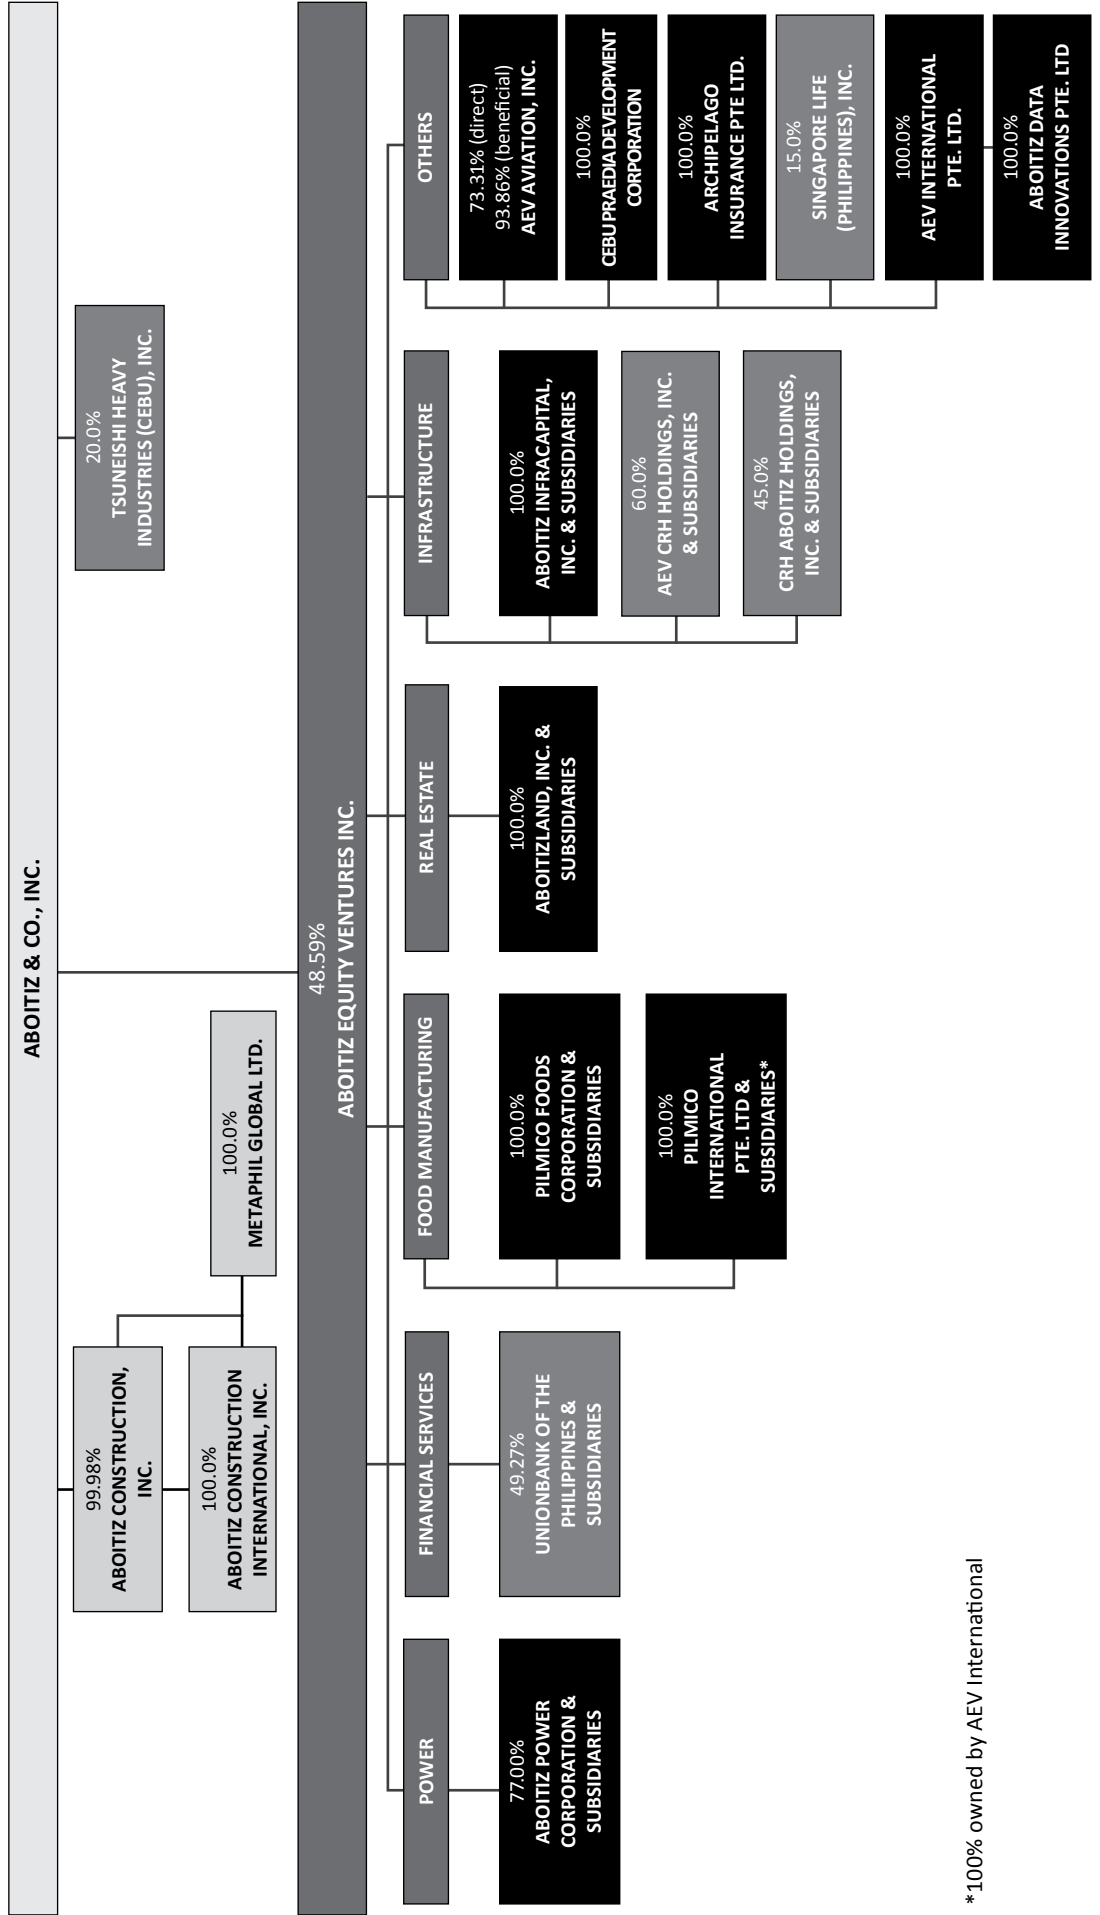 ABOITIZ & CO., INC.
99.98%
ABOITIZ CONSTRUCTION,
INC.
100.0%
ABOITIZ CONSTRUCTION
INTERNATIONAL, INC.
100.0%
METAPHIL GLOBAL LTD.
20.0%
TSUNEISHI HEAVY
INDUSTRIES (CEBU), INC.
48.59%
ABOITIZ EQUITY VENTURES INC.
POWER
77.00%
ABOITIZ POWER
CORPORATION &
SUBSIDIARIES
FINANCIAL SERVICES
49.27%
UNIONBANK OF THE
PHILIPPINES &
SUBSIDIARIES
FOOD MANUFACTURING
100.0%
PILMICO FOODS
CORPORATION &
SUBSIDIARIES
100.0%
PILMICO
INTERNATIONAL
PTE. LTD &
SUBSIDIARIES*
REAL ESTATE
100.0%
ABOITIZLAND, INC. &
SUBSIDIARIES
INFRASTRUCTURE
100.0%
ABOITIZ INFRACAPITAL,
INC. & SUBSIDIARIES
60.0%
AEV CRH HOLDINGS, INC.
& SUBSIDIARIES
45.0%
CRH ABOITIZ HOLDINGS,
INC. & SUBSIDIARIES
OTHERS
73.31% (direct)
93.86% (beneficial)
AEV AVIATION, INC.
100.0%
CEBU PRAEDIA DEVELOPMENT
CORPORATION
100.0%
ARCHIPELAGO
INSURANCE PTE LTD.
15.0%
SINGAPORE LIFE
(PHILIPPINES), INC.
100.0%
AEV INTERNATIONAL
PTE. LTD.
100.0%
ABOITIZ DATA
INNOVATIONS PTE. LTD
*100% owned by AEV International